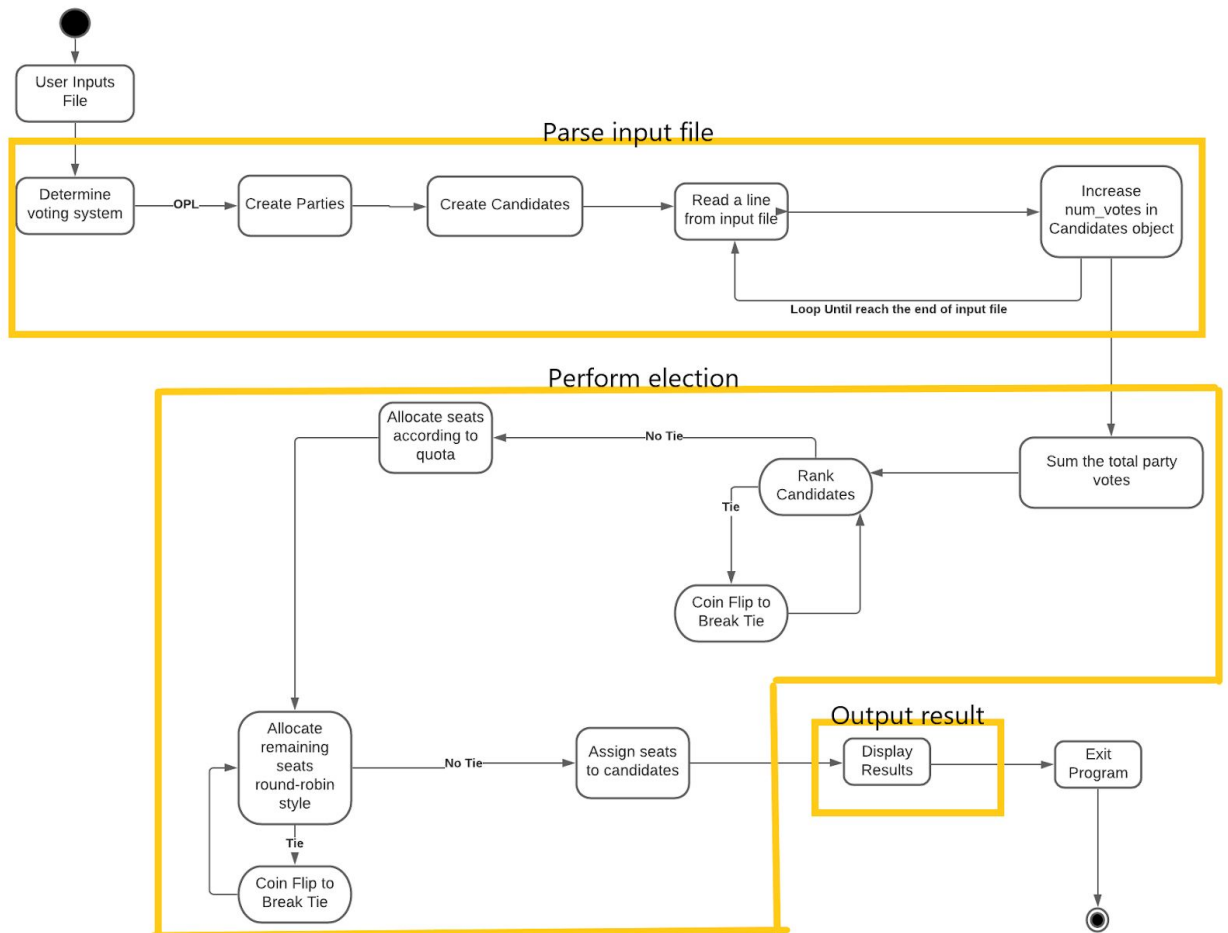 User Inputs
File
Parse input file
Determine
voting system
OPL
Create Parties
Create Candidates
Read a line
from input file
Increase
num_votes in
Candidates object
Loop Until reach the end of input file
Perform election
Allocate seats
according to
quota
No Tie
Rank
Candidates
Sum the total party
votes
Tie
Coin Flip to
Break Tie
Allocate
remaining
seats
round-robin
style
No Tie
Assign seats
to candidates
Output result
Display
Results
Exit
Program
Tie
Coin Flip to
Break Tie